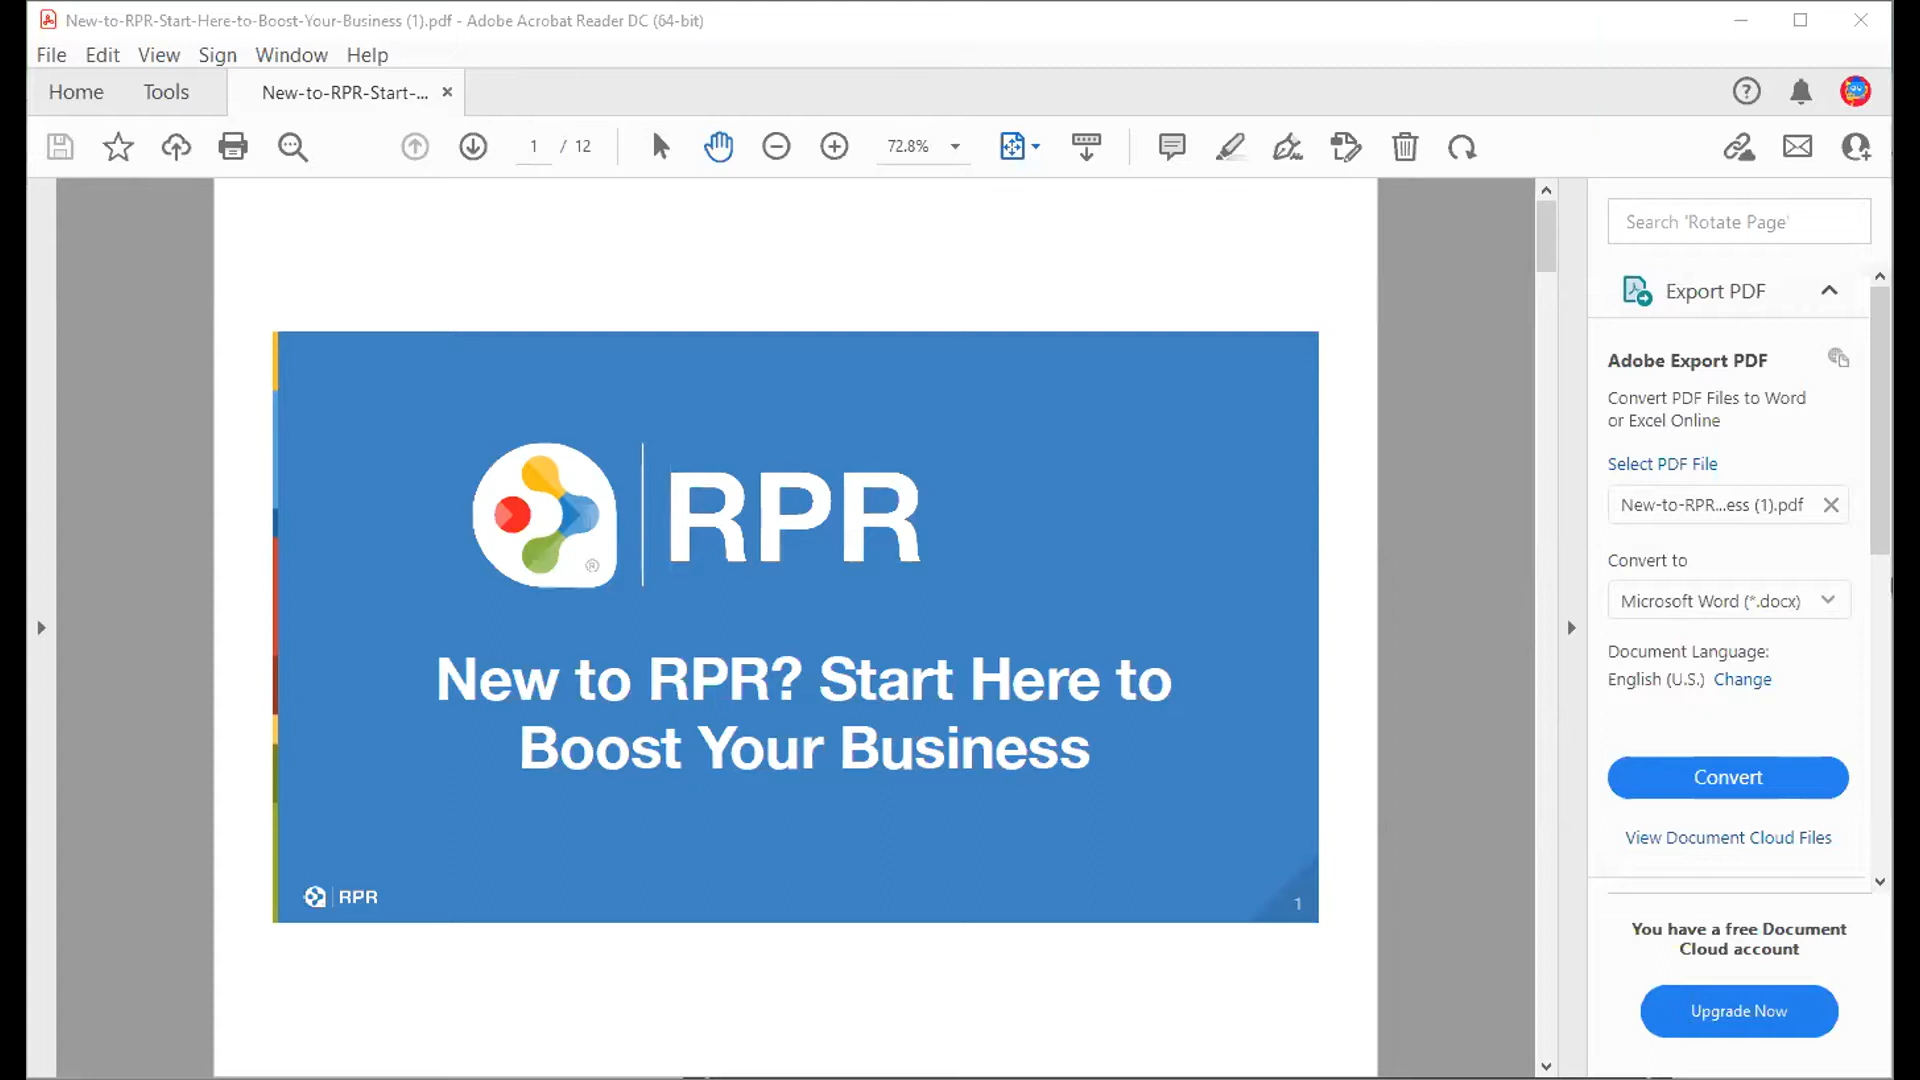 New-to-RPR-Start-Here-to-Boost-Your-Business (1).pdf - Adobe Acrobat Reader DC (64-bit)
File Edit View Sign Window Help
Home Tools New-to-RPR-Start-...
1 / 12 72.8%
Search 'Rotate Page'
Export PDF
Adobe Export PDF
Convert PDF Files to Word
or Excel Online
Select PDF File
New-to-RPR...ess (1).pdf
Convert to
Microsoft Word (*.docx)
Document Language:
English (U.S.) Change
Convert
View Document Cloud Files
You have a free Document
Cloud account
Upgrade Now
® RPR
New to RPR? Start Here to
Boost Your Business
RPR
1